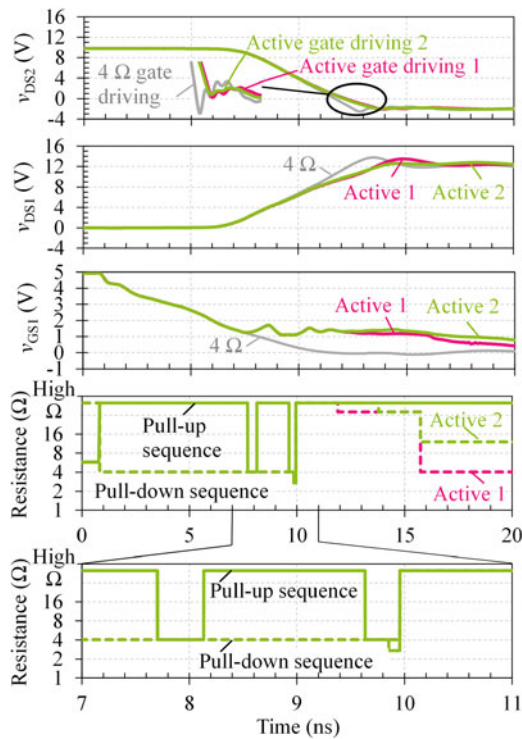 16
12
8
4
0
-4
v_DS2 (V)
Active gate driving 2
Active gate driving 1
4 Ω gate
driving
16
12
8
4
0
-4
v_DS1 (V)
4 Ω
Active 1
Active 2
5
4
3
2
1
0
v_GS1 (V)
4 Ω
Active 1
Active 2
High
Ω
16
4
2
1
Resistance (Ω)
Pull-up
sequence
Pull-down sequence
Active 2
Active 1
0 5 10 15 20
High
Ω
16
4
2
1
Resistance (Ω)
Pull-up sequence
Pull-down sequence
7 8 9 10 11
Time (ns)